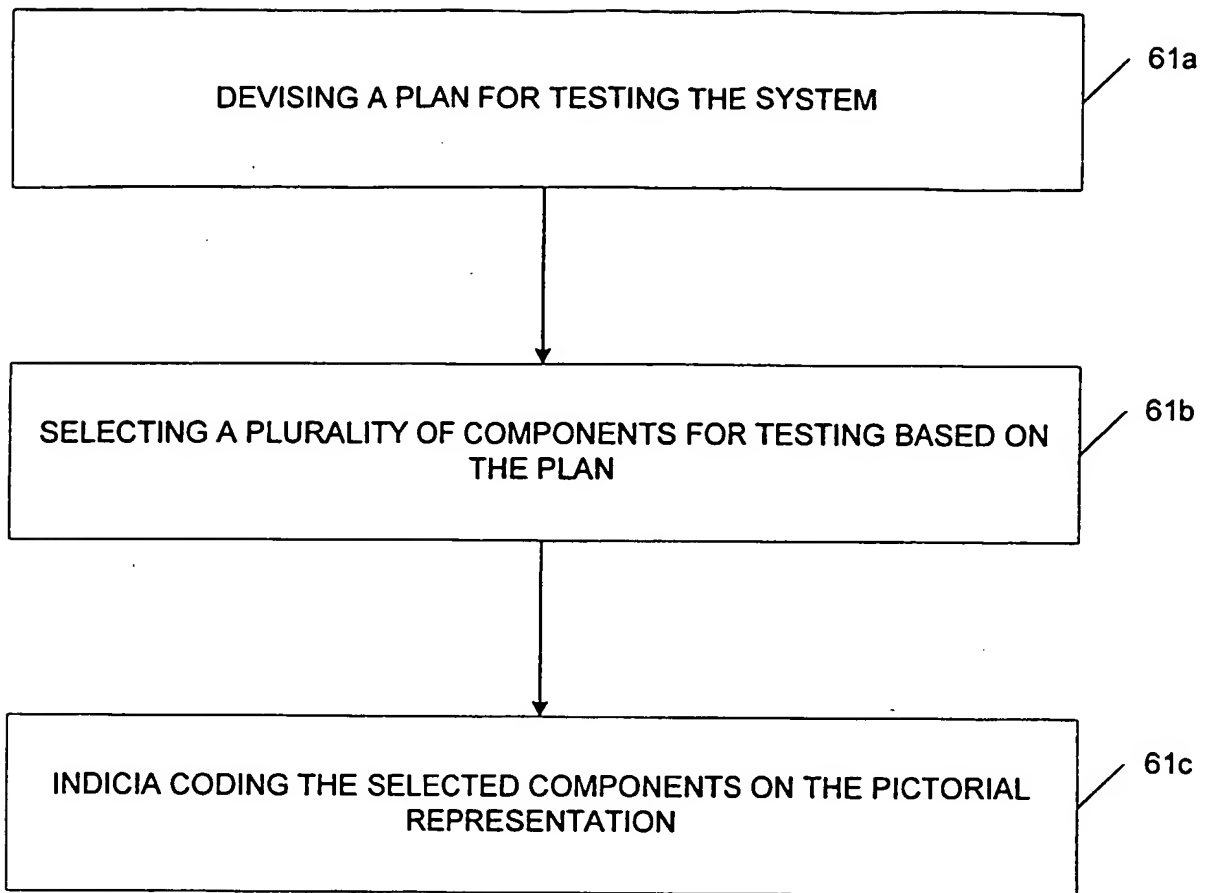 DEVISING A PLAN FOR TESTING THE SYSTEM
61a
SELECTING A PLURALITY OF COMPONENTS FOR TESTING BASED ON
THE PLAN
61b
INDICIA CODING THE SELECTED COMPONENTS ON THE PICTORIAL
REPRESENTATION
61c